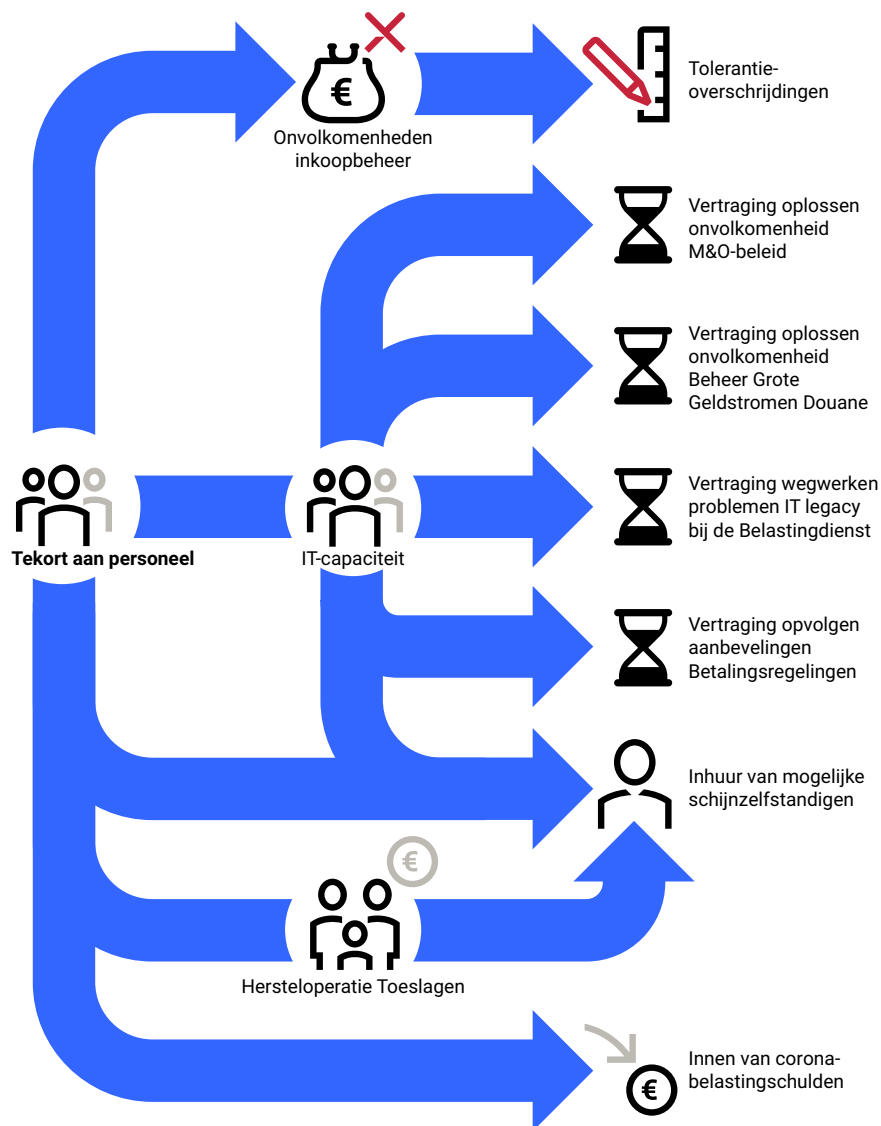 €
Onvolkomenheden
inkoopbeheer
Tolerantie-
overschrijdingen
Vertraging oplossen
onvolkomenheid
M&O-beleid
Vertraging oplossen
onvolkomenheid
Beheer Grote
Geldstromen Douane
Tekort aan personeel
IT-capaciteit
Vertraging wegwerken
problemen IT legacy
bij de Belastingdienst
Vertraging opvolgen
aanbevelingen
Betalingsregelingen
Inhuur van mogelijke
schijnzelfstandigen
€
Hersteloperatie Toeslagen
Innen van corona-
belastingschulden
€